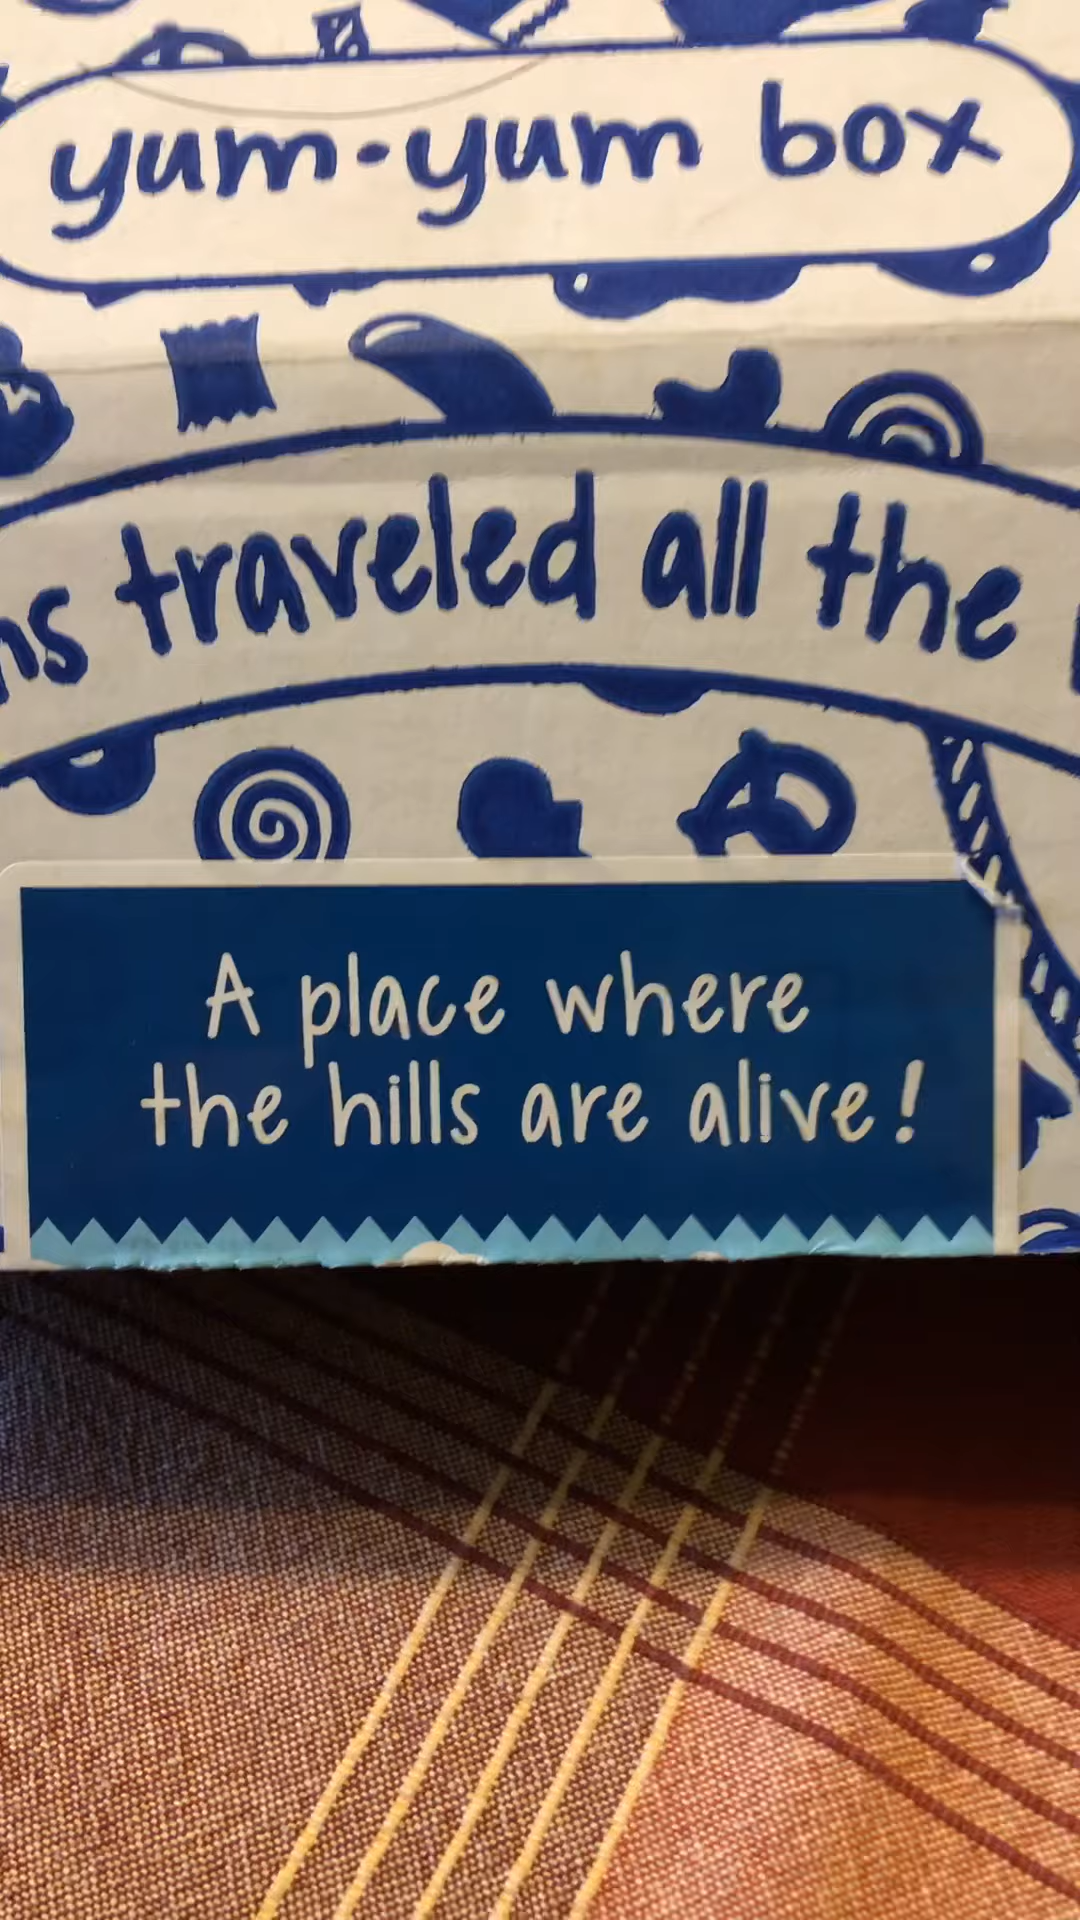 yum-yum box
traveled all the
A place where
the hills are alive!